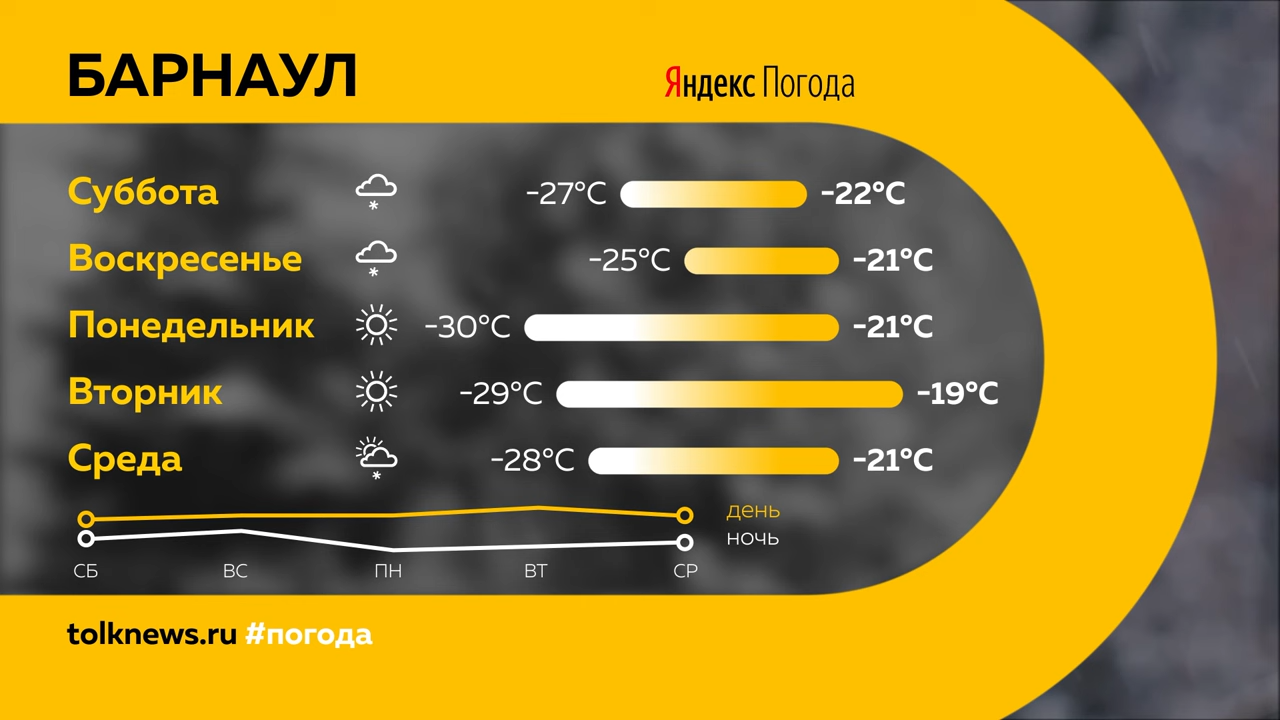 БАРНАУЛ
Яндекс Погода
Суббота -27°C -22°C
Воскресенье -25°C -21°C
Понедельник -30°C -21°C
Вторник -29°C -19°C
Среда -28°C -21°C
день
ночь
СБ ВС ПН ВТ СР
tolknews.ru #погода